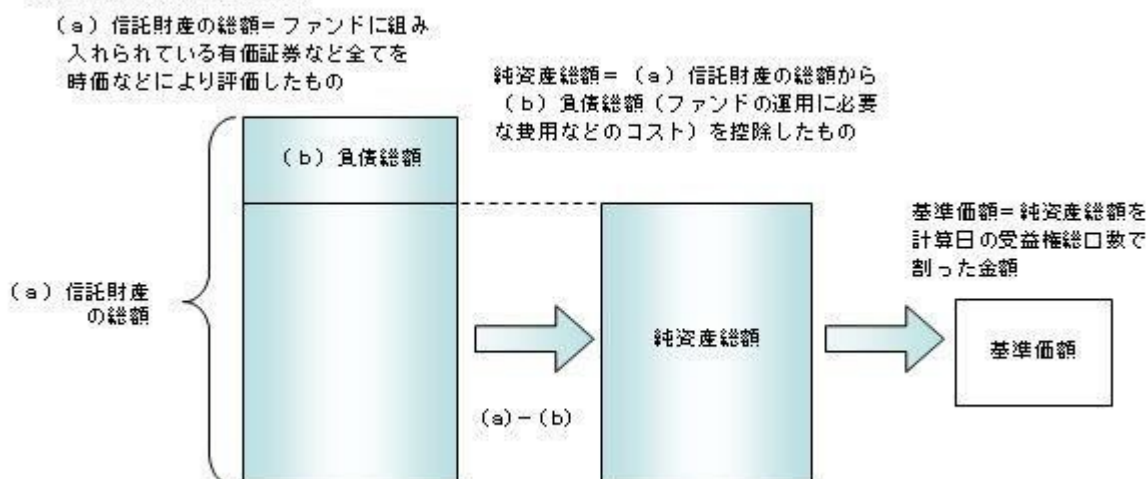 (a)信託財産の総額=ファンドに組み
入れられている有価証券など全てを
時価などにより評価したもの
純資産総額=(a)信託財産の総額から
(b)負債総額(ファンドの運用に必要
な費用などのコスト)を控除したもの
(b)負債総額
基準価額=純資産総額を
計算日の受益権総口数で
割った金額
(a)信託財産
の総額
純資産総額
基準価額
(a)-(b)